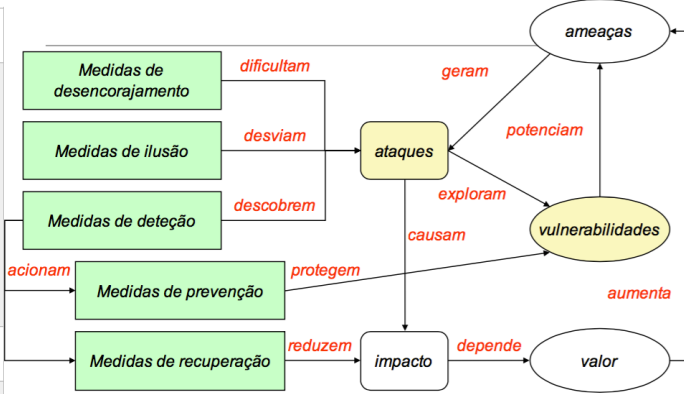 ameaças
Medidas de
desencorajamento
dificultam
geram
Medidas de ilusão
desviam
ataques
potenciam
Medidas de deteção
descobrem
exploram
causam
vulnerabilidades
acionam
Medidas de prevenção
protegem
aumenta
Medidas de recuperação
reduzem
impacto
depende
valor